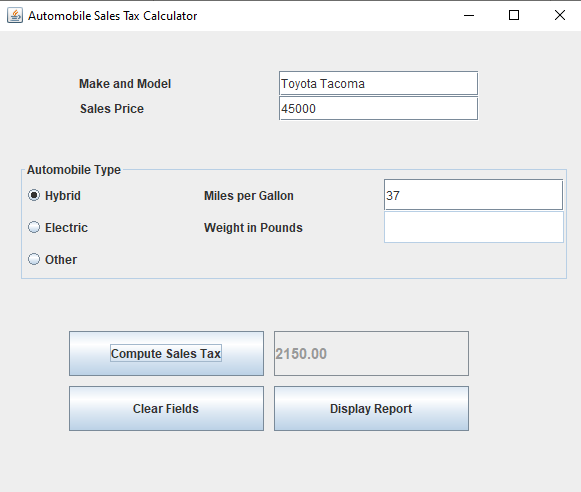 Automobile Sales Tax Calculator
Make and Model Toyota Tacoma
Sales Price 45000
Automobile Type
Hybrid Miles per Gallon 37
Electric Weight in Pounds
Other
Compute Sales Tax 2150.00
Clear Fields Display Report